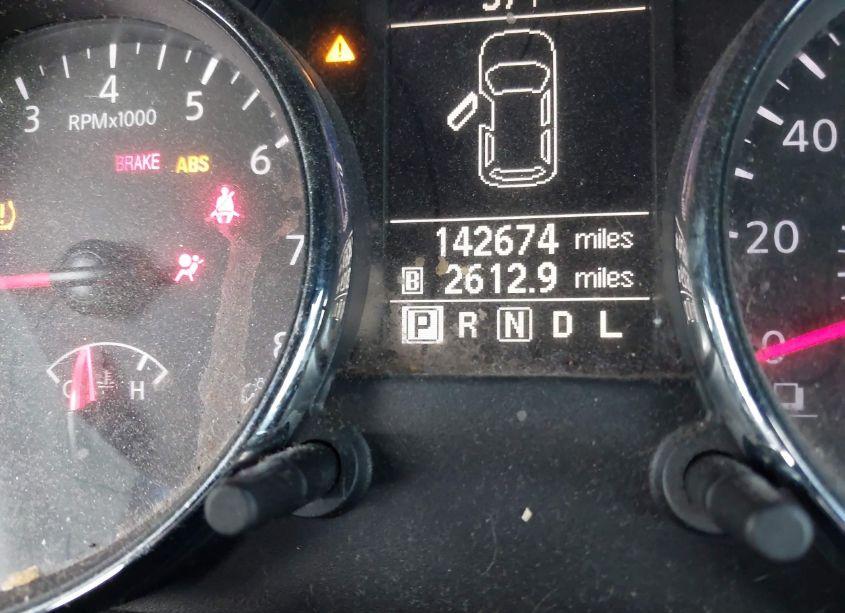 3
4
5
6
7
8
RPMx1000
BRAKE ABS
C H
142674 miles
B 2612.9 miles
P R N D L
40
20
0